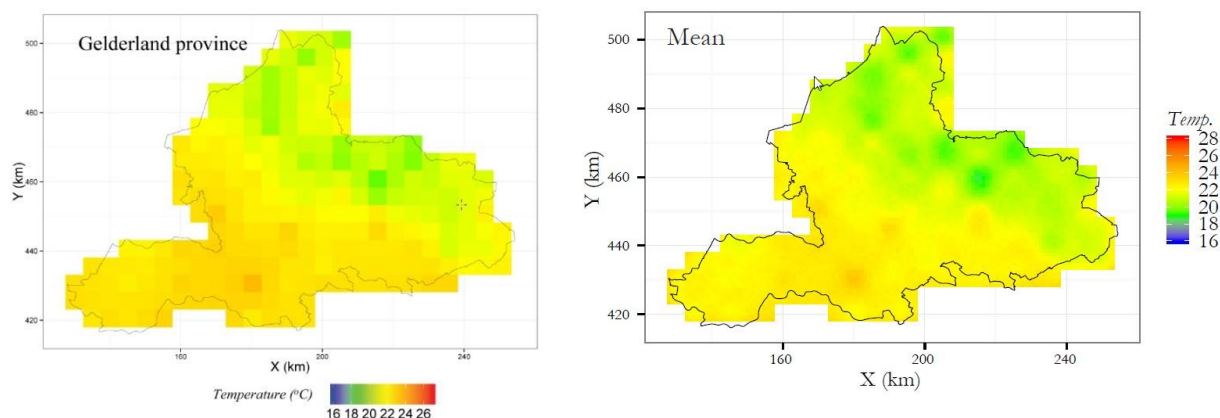 Gelderland province
500
480
460
440
420
Y (km)
160 200 240
X (km)
Temperature (°C)
16 18 20 22 24 26
Mean
500
480
460
440
420
Y (km)
160 200 240
X (km)
Temp.
28
26
24
22
20
18
16